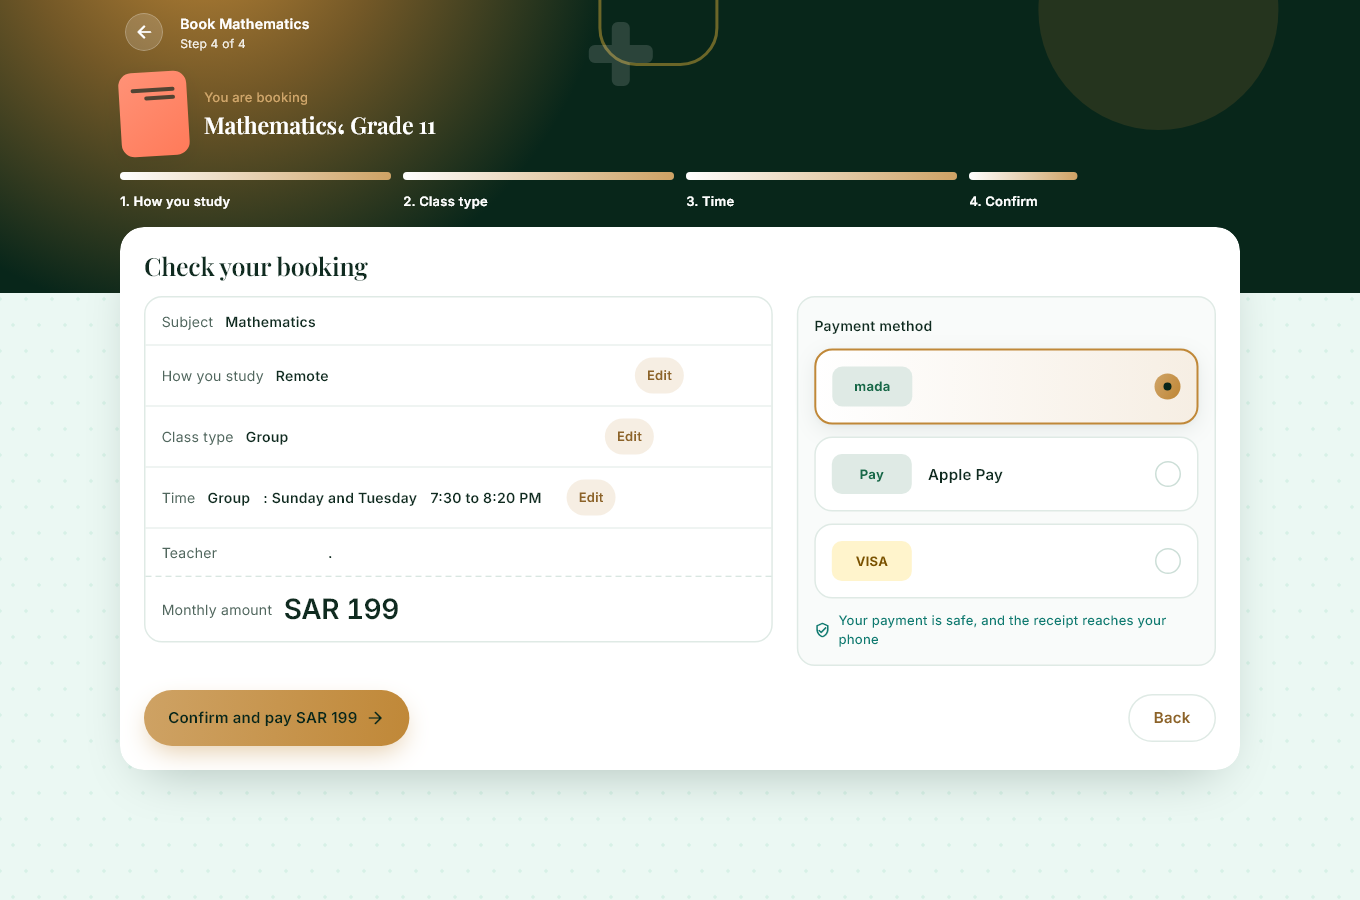 Book Mathematics
Step 4 of 4
You are booking
Mathematics، Grade 11
1. How you study
2. Class type
3. Time
4. Confirm
Check your booking
Subject Mathematics
How you study Remote Edit
Class type Group Edit
Time Group : Sunday and Tuesday 7:30 to 8:20 PM Edit
Teacher .
Monthly amount SAR 199
Payment method
mada
Pay Apple Pay
VISA
Your payment is safe, and the receipt reaches your
phone
Confirm and pay SAR 199
Back